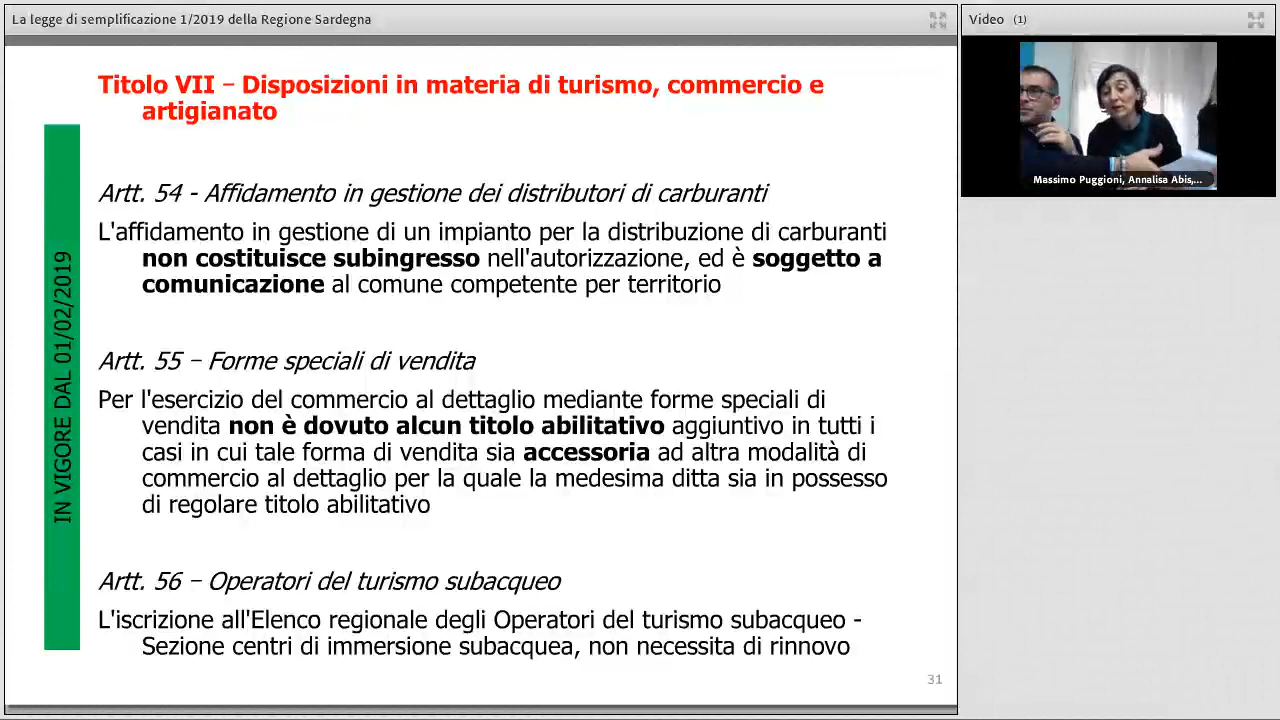 La legge di semplificazione 1/2019 della Regione Sardegna
Video (1)
Massimo Puggioni, Annalisa Abis,...
Titolo VII – Disposizioni in materia di turismo, commercio e
artigianato
IN VIGORE DAL 01/02/2019
Artt. 54 - Affidamento in gestione dei distributori di carburanti
L'affidamento in gestione di un impianto per la distribuzione di carburanti
non costituisce subingresso nell'autorizzazione, ed è soggetto a
comunicazione al comune competente per territorio
Artt. 55 – Forme speciali di vendita
Per l'esercizio del commercio al dettaglio mediante forme speciali di
vendita non è dovuto alcun titolo abilitativo aggiuntivo in tutti i
casi in cui tale forma di vendita sia accessoria ad altra modalità di
commercio al dettaglio per la quale la medesima ditta sia in possesso
di regolare titolo abilitativo
Artt. 56 – Operatori del turismo subacqueo
L'iscrizione all'Elenco regionale degli Operatori del turismo subacqueo -
Sezione centri di immersione subacquea, non necessita di rinnovo
31